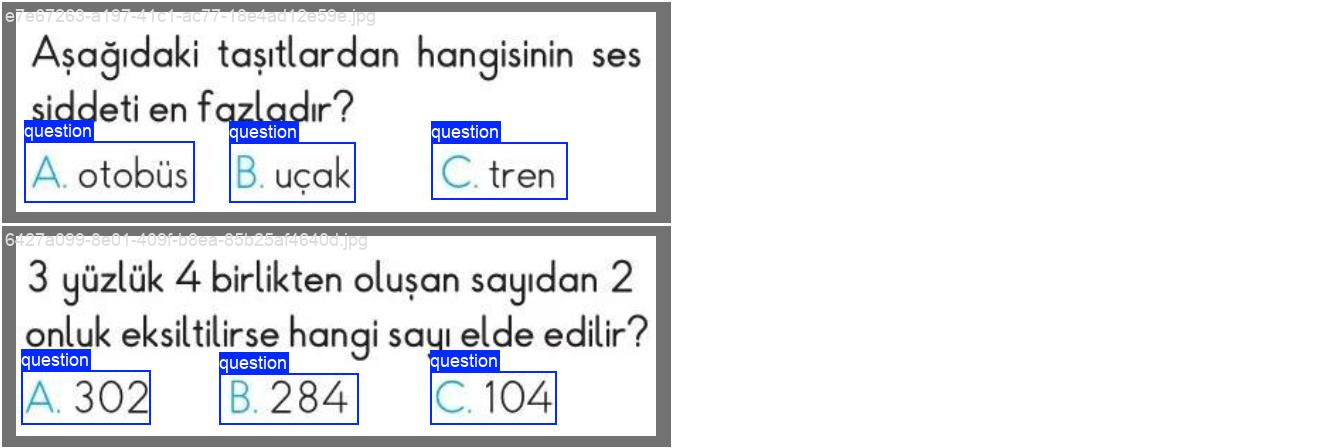 e7e67263-a197-41c1-ac77-18e4ad12e59e.jpg
Aşağıdaki taşıtlardan hangisinin ses
siddeti en fazladır?
question question question
A. otobüs B. uçak C. tren
6427a099-8e01-409f-b8ea-85b25af4640d.jpg
3 yüzlük 4 birlikten oluşan sayıdan 2
onluk eksiltilirse hangi sayı elde edilir?
question question question
A. 302 B. 284 C. 104